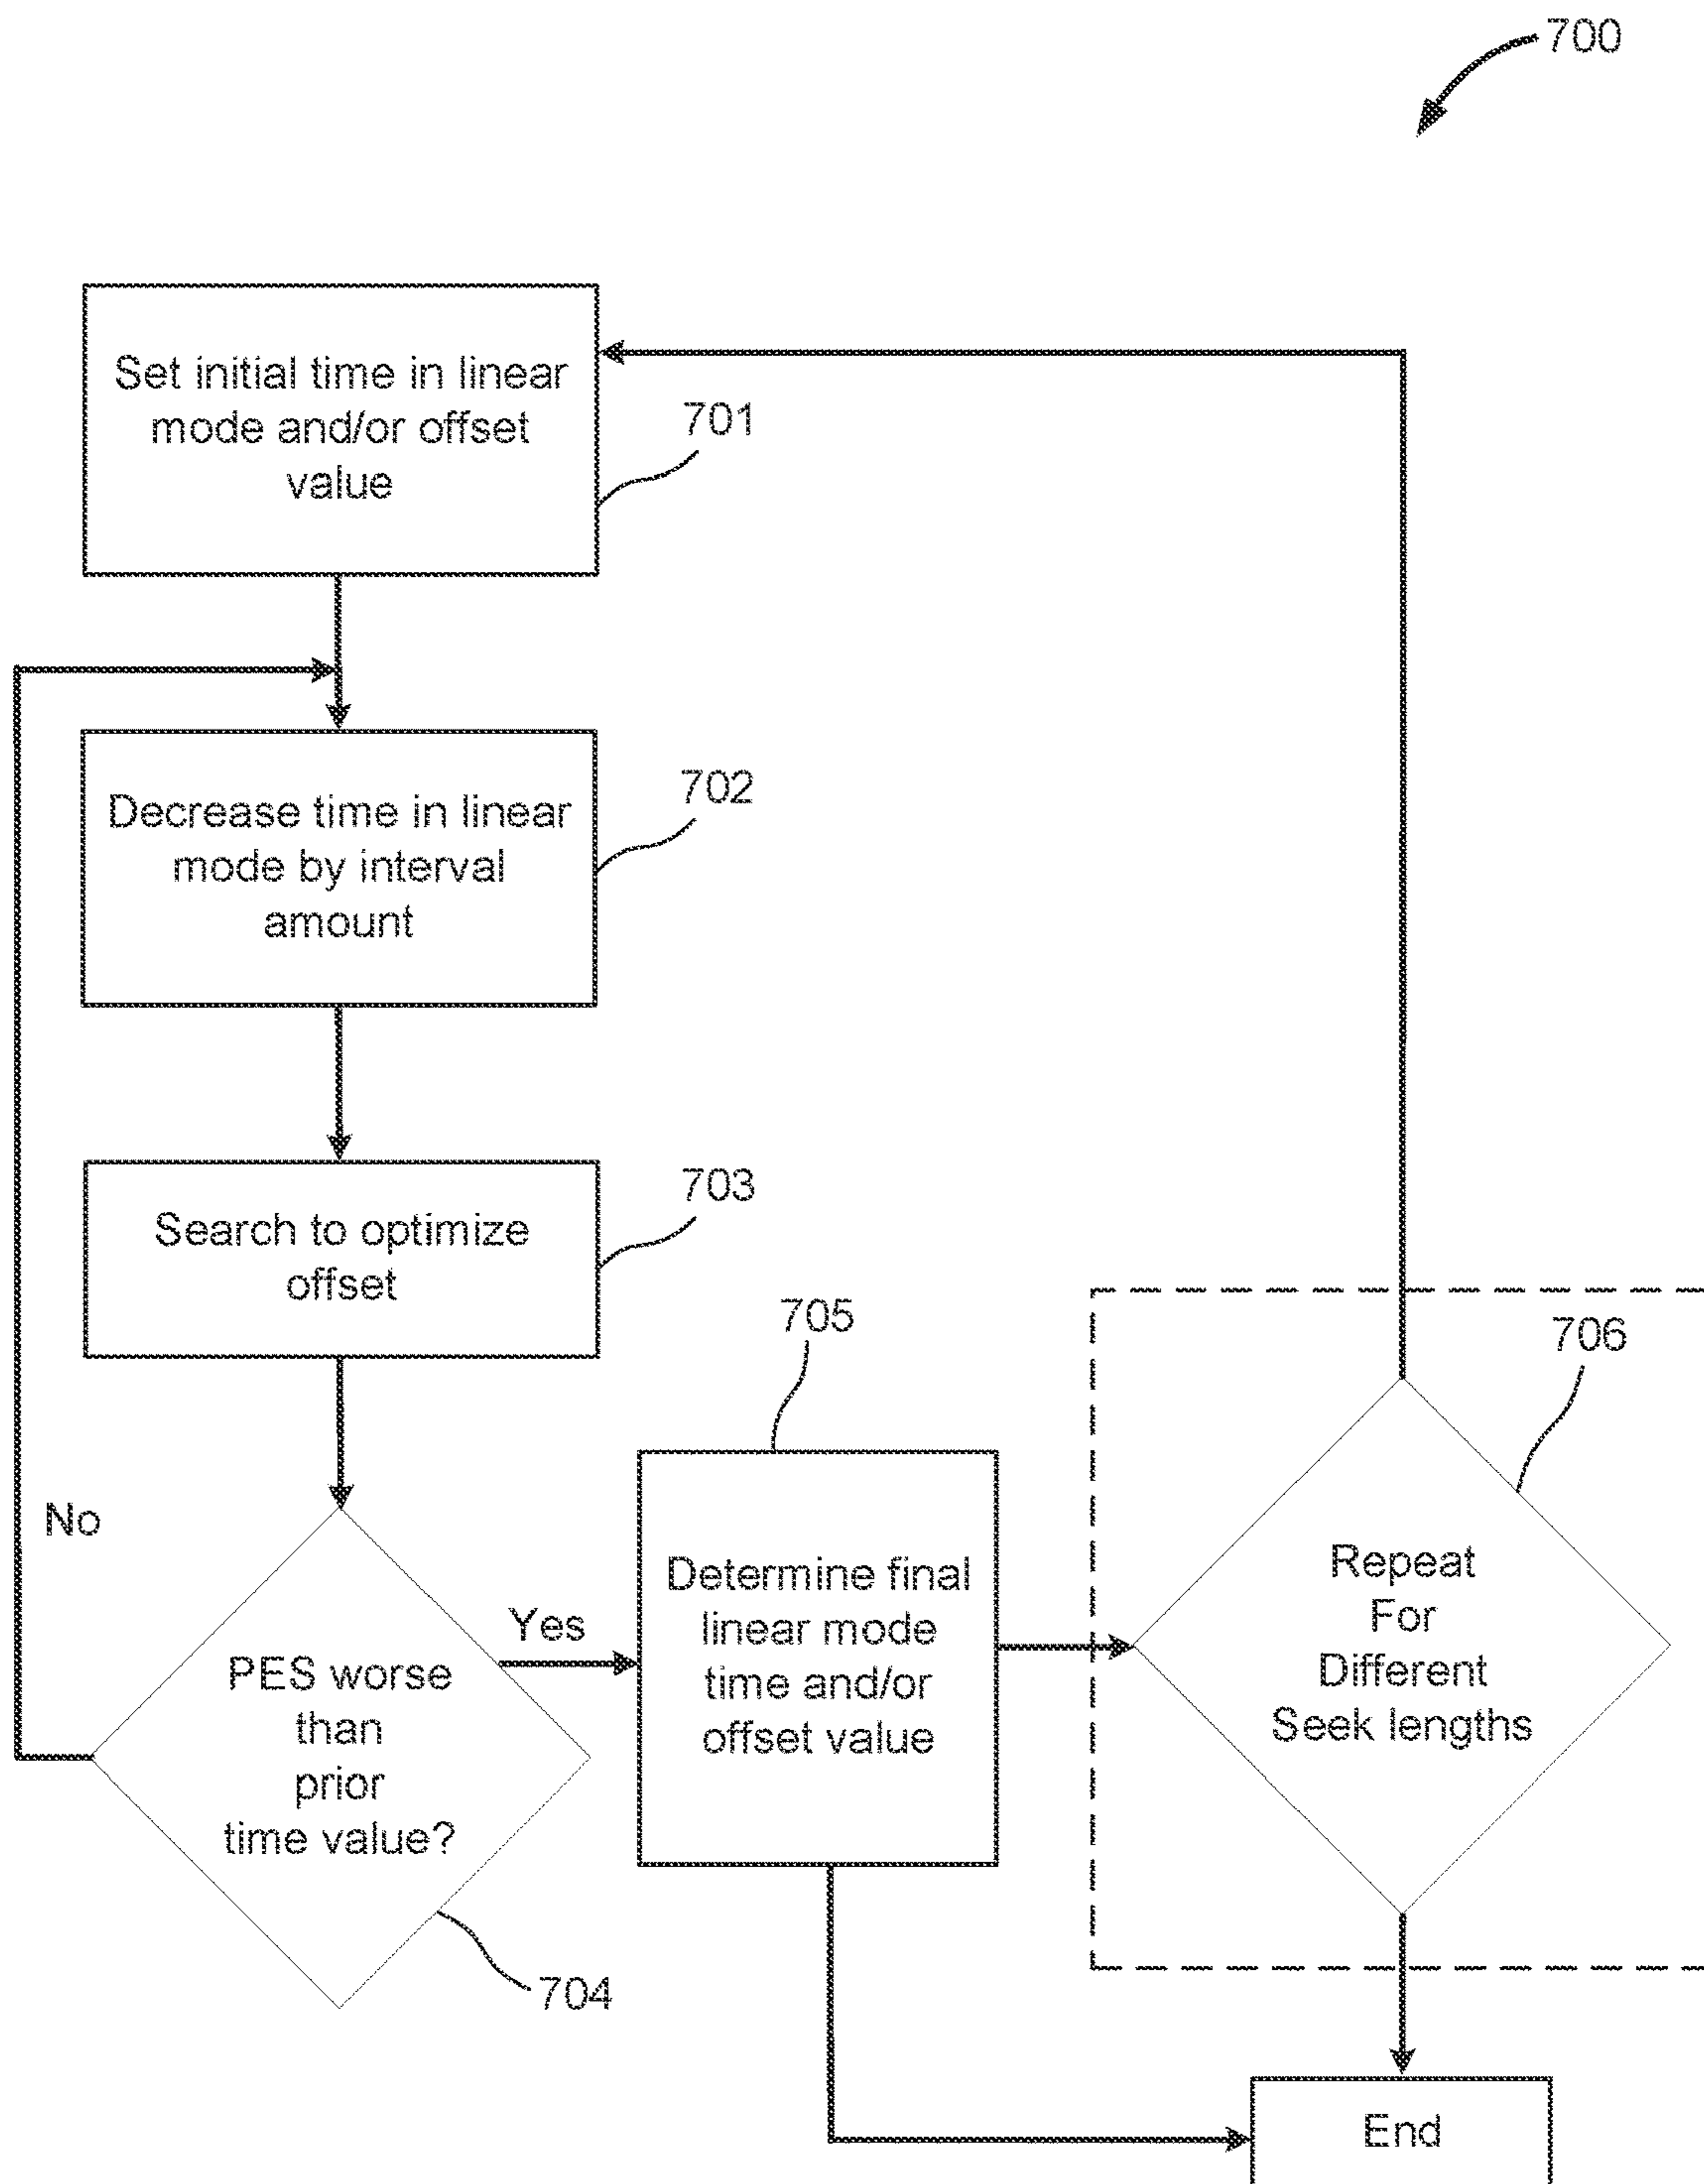 700
Set initial time in linear
mode and/or offset
value
701
Decrease time in linear
mode by interval
amount
702
Search to optimize
offset
703
705
706
No
Yes
PES worse
than
prior
time value?
704
Determine final
linear mode
time and/or
offset value
Repeat
For
Different
Seek lengths
End